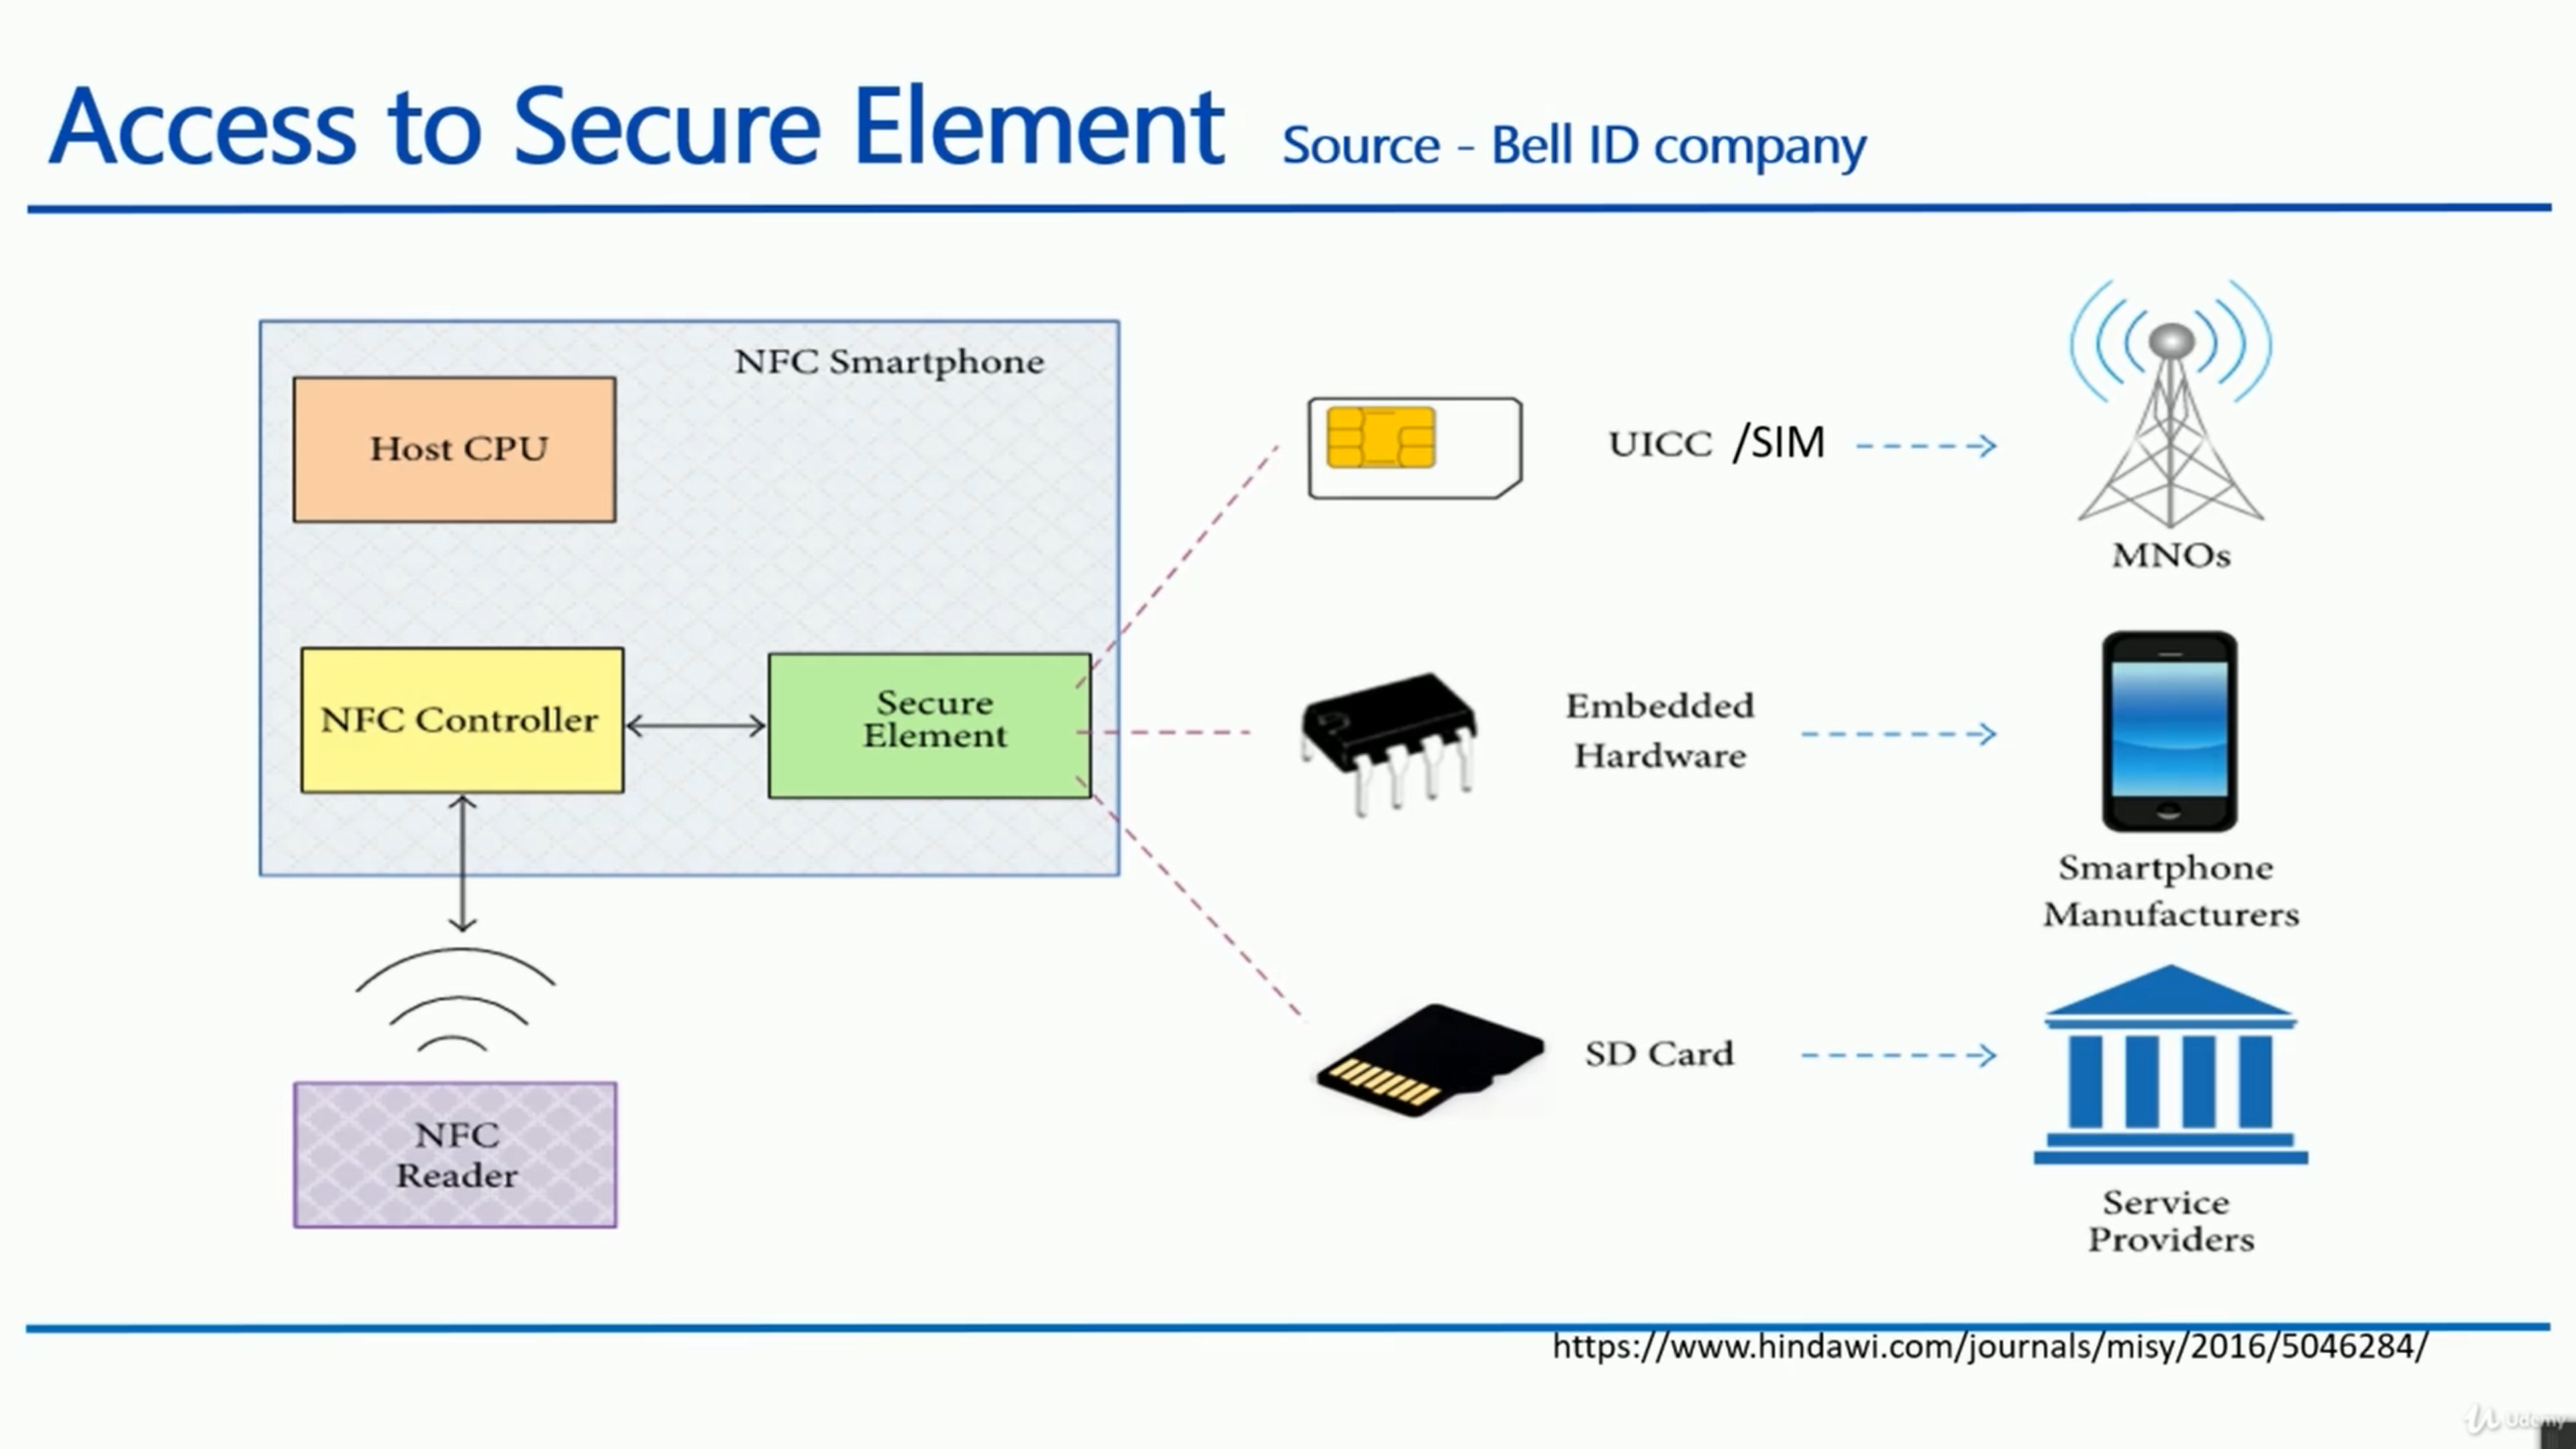 Access to Secure Element Source - Bell ID company
NFC Smartphone
Host CPU
NFC Controller
Secure
Element
NFC
Reader
UICC /SIM
MNOs
Embedded
Hardware
Smartphone
Manufacturers
SD Card
Service
Providers
https://www.hindawi.com/journals/misy/2016/5046284/
Udemy